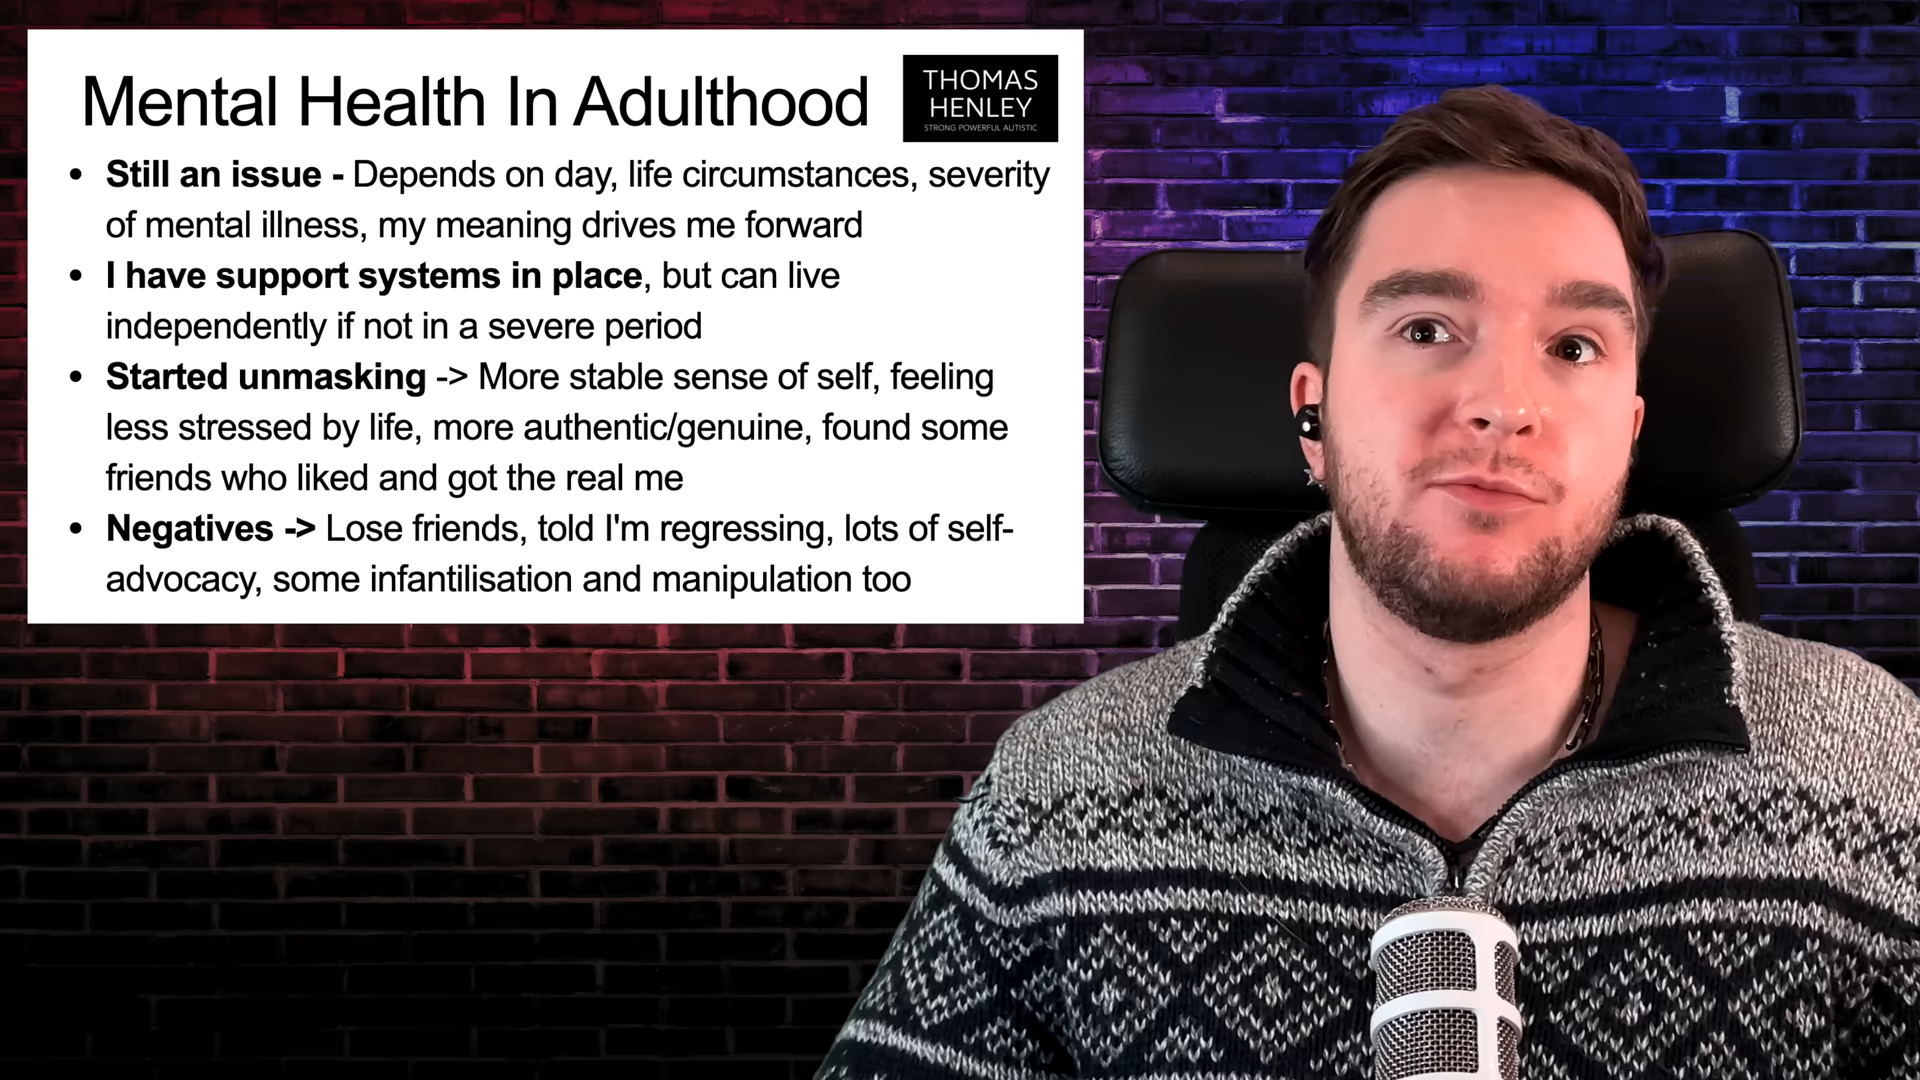 Mental Health In Adulthood
THOMAS
HENLEY
STRONG POWERFUL AUTISTIC
• Still an issue - Depends on day, life circumstances, severity
of mental illness, my meaning drives me forward
• I have support systems in place, but can live
independently if not in a severe period
• Started unmasking -> More stable sense of self, feeling
less stressed by life, more authentic/genuine, found some
friends who liked and got the real me
• Negatives -> Lose friends, told I'm regressing, lots of self-
advocacy, some infantilisation and manipulation too